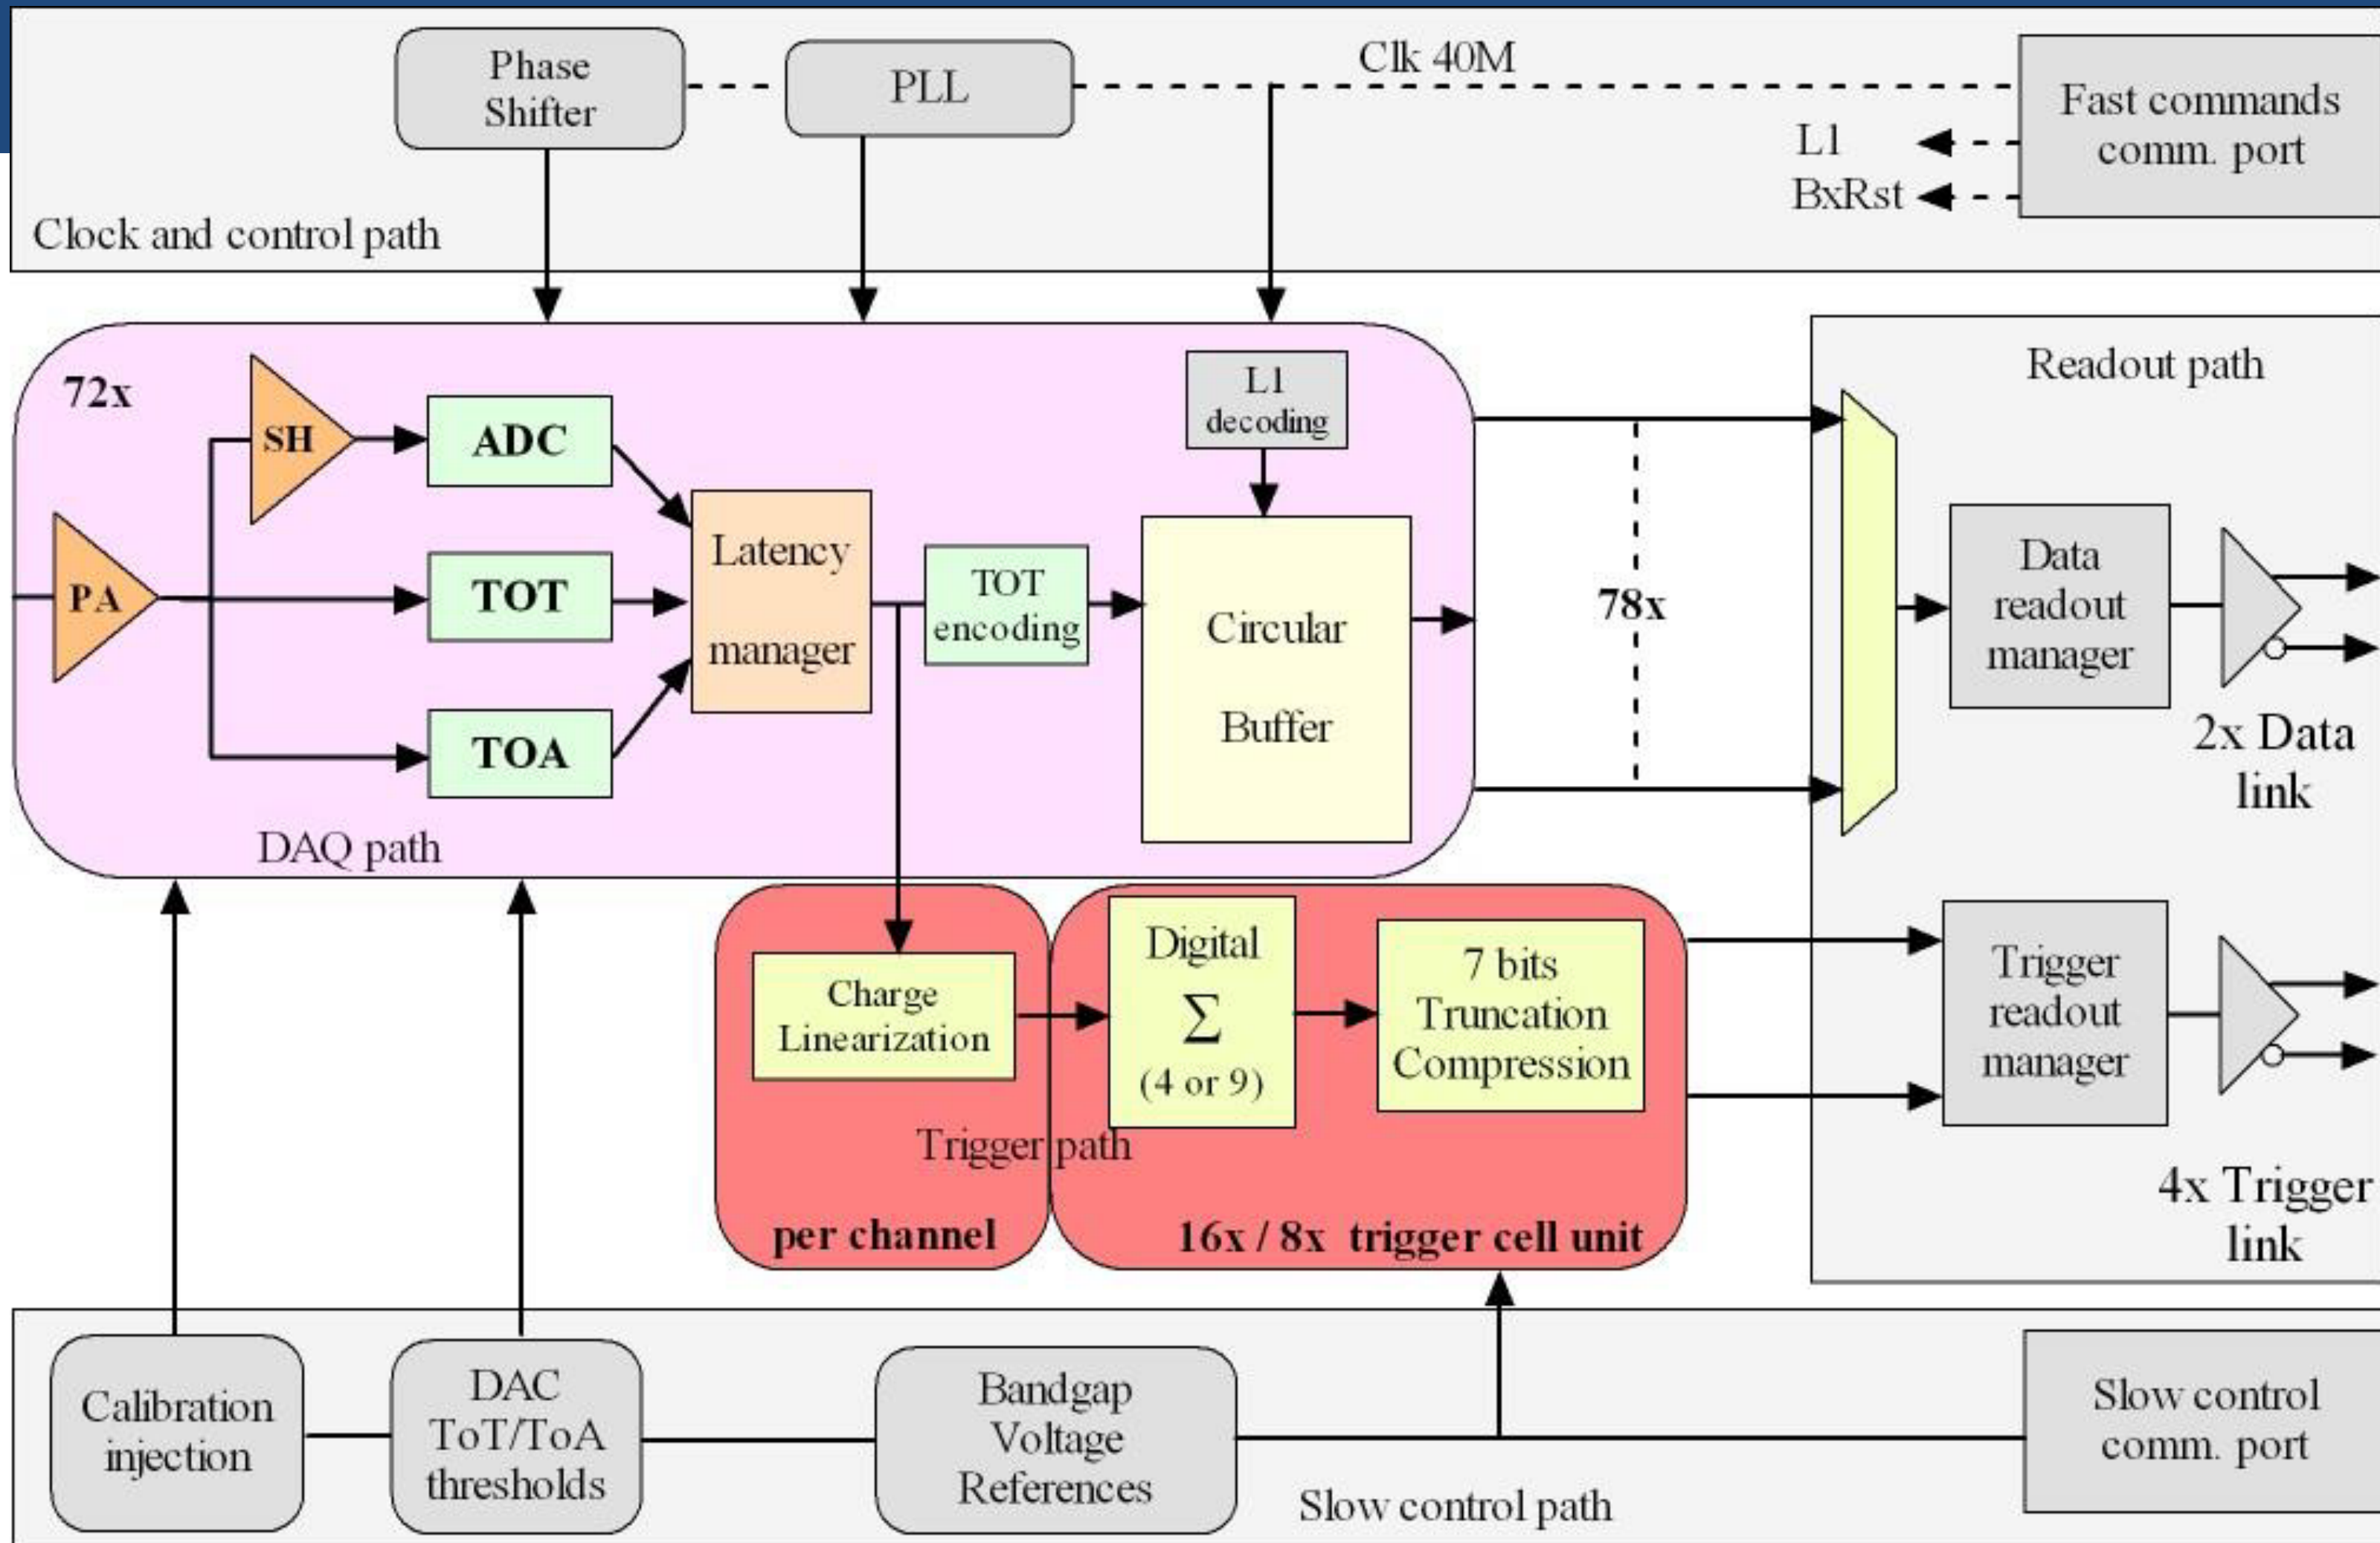 Phase
Shifter
PLL
Clk 40M
Fast commands
comm. port
L1
BxRst
Clock and control path
72x
SH
ADC
L1
decoding
Readout path
PA
TOT
TOA
Latency
manager
TOT
encoding
Circular
Buffer
78x
Data
readout
manager
2x Data
link
DAQ path
Charge
Linearization
Digital
Σ
(4 or 9)
7 bits
Truncation
Compression
Trigger
readout
manager
Trigger path
per channel
16x / 8x trigger cell unit
4x Trigger
link
Calibration
injection
DAC
ToT/ToA
thresholds
Bandgap
Voltage
References
Slow control path
Slow control
comm. port